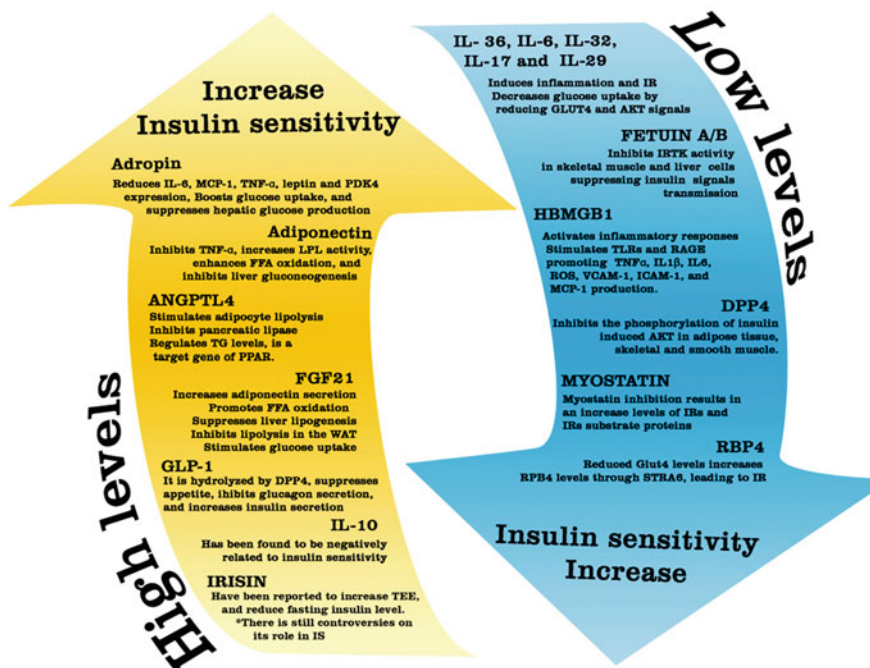 High levels
Increase
Insulin sensitivity
Adropin
Reduces IL-6, MCP-1, TNF-α, leptin and PDK4
expression, Boosts glucose uptake, and
suppresses hepatic glucose production
Adiponectin
Inhibits TNF-α, increases LPL activity,
enhances FFA oxidation, and
inhibits liver gluconeogenesis
ANGPTL4
Stimulates adipocyte lipolysis
Inhibits pancreatic lipase
Regulates TG levels, is a
target gene of PPAR.
FGF21
Increases adiponectin secretion
Promotes FFA oxidation
Suppresses liver lipogenesis
Inhibits lipolysis in the WAT
Stimulates glucose uptake
GLP-1
It is hydrolyzed by DPP4, suppresses
appetite, ihibits glucagon secretion,
and increases insulin secretion
IL-10
Has been found to be negatively
related to insulin sensitivity
IRISIN
Have been reported to increase TEE,
and reduce fasting insulin level.
*There is still controversies on
its role in IS
Low levels
IL- 36, IL-6, IL-32,
IL-17 and IL-29
Induces inflammation and IR
Decreases glucose uptake by
reducing GLUT4 and AKT signals
FETUIN A/B
Inhibits IRTK activity
in skeletal muscle and liver cells
suppressing insulin signals
transmission
HBMGB1
Activates inflammatory responses
Stimulates TLRs and RAGE
promoting TNFα, IL1β, IL6,
ROS, VCAM-1, ICAM-1, and
MCP-1 production.
DPP4
Inhibits the phosphorylation of insulin
induced AKT in adipose tissue,
skeletal and smooth muscle.
MYOSTATIN
Myostatin inhibition results in
an increase levels of IRs and
IRs substrate proteins
RBP4
Reduced Glut4 levels increases
RPB4 levels through STRA6, leading to IR
Insulin sensitivity
Increase